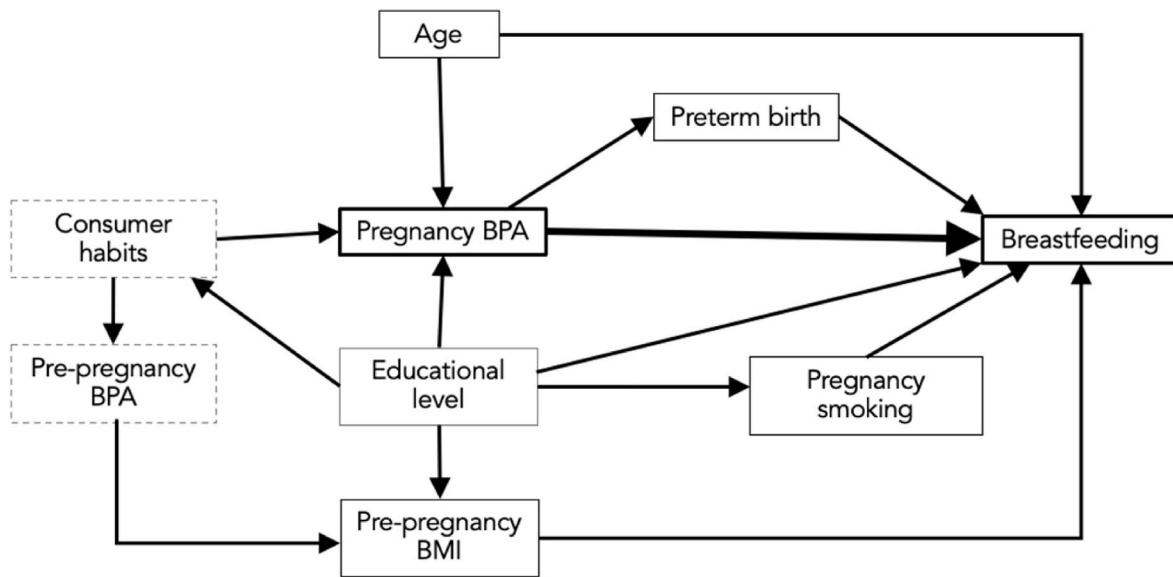 Age
Preterm birth
Consumer
habits
Pregnancy BPA
Breastfeeding
Pre-pregnancy
BPA
Educational
level
Pregnancy
smoking
Pre-pregnancy
BMI